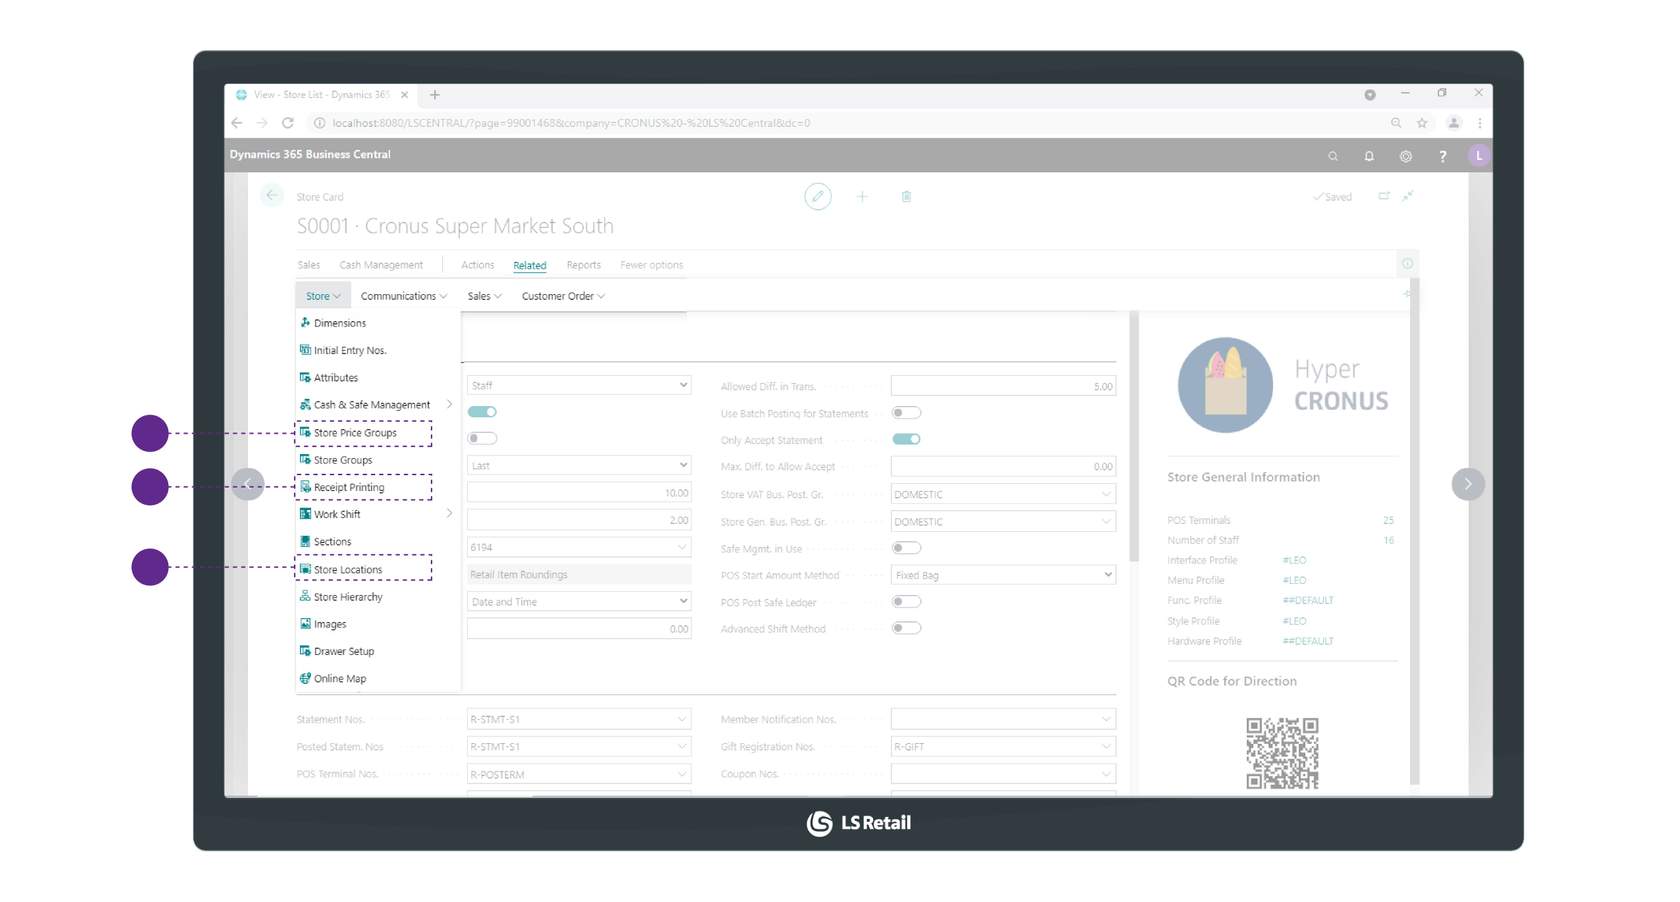 View - Store List - Dynamics 365
localhost:8080/LSCENTRAL/?page=99001468&company=CRONUS%20-%20LS%20Central&dc=0
Dynamics 365 Business Central
?
L
Store Card
Saved
S0001 · Cronus Super Market South
Sales Cash Management Actions Related Reports Fewer options
Store Communications Sales Customer Order
Dimensions
Initial Entry Nos.
Attributes
Cash & Safe Management
Store Price Groups
Store Groups
Receipt Printing
Work Shift
Sections
Store Locations
Store Hierarchy
Images
Drawer Setup
Online Map
Staff
Last
10.00
2.00
6194
Retail Item Roundings
Date and Time
0.00
Allowed Diff. in Trans. 5.00
Use Batch Posting for Statements
Only Accept Statement
Max. Diff. to Allow Accept 0.00
Store VAT Bus. Post. Gr. DOMESTIC
Store Gen. Bus. Post. Gr. DOMESTIC
Safe Mgmt. in Use
POS Start Amount Method Fixed Bag
POS Post Safe Ledger
Advanced Shift Method
Statement Nos. R-STMT-S1
Posted Statem. Nos R-STMT-S1
POS Terminal Nos. R-POSTERM
Member Notification Nos.
Gift Registration Nos. R-GIFT
Coupon Nos.
Hyper
CRONUS
Store General Information
POS Terminals 25
Number of Staff 16
Interface Profile #LEO
Menu Profile #LEO
Func. Profile ##DEFAULT
Style Profile #LEO
Hardware Profile ##DEFAULT
QR Code for Direction
LS Retail